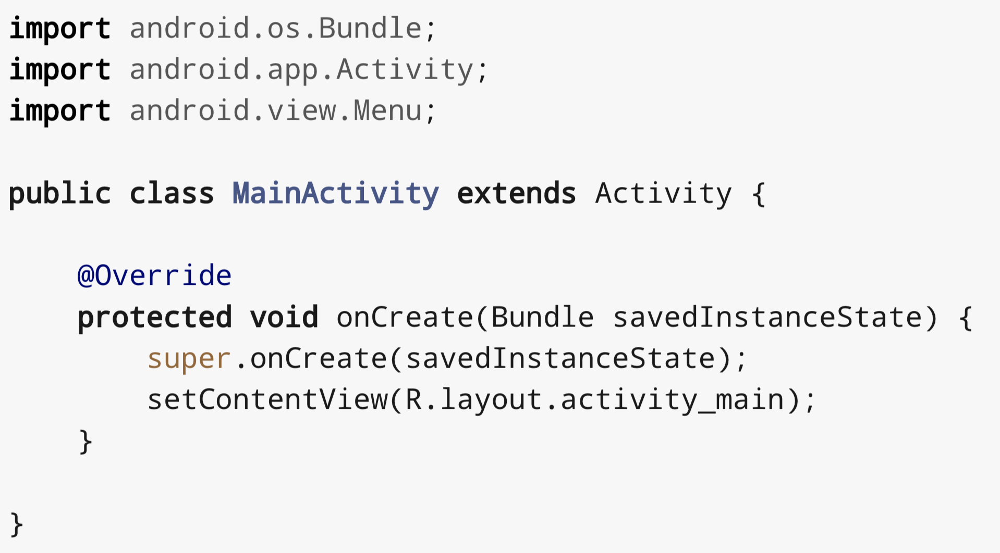 import android.os.Bundle;
import android.app.Activity;
import android.view.Menu;
public class MainActivity extends Activity {
@Override
protected void onCreate(Bundle savedInstanceState) {
super.onCreate(savedInstanceState);
setContentView(R.layout.activity_main);
}
}